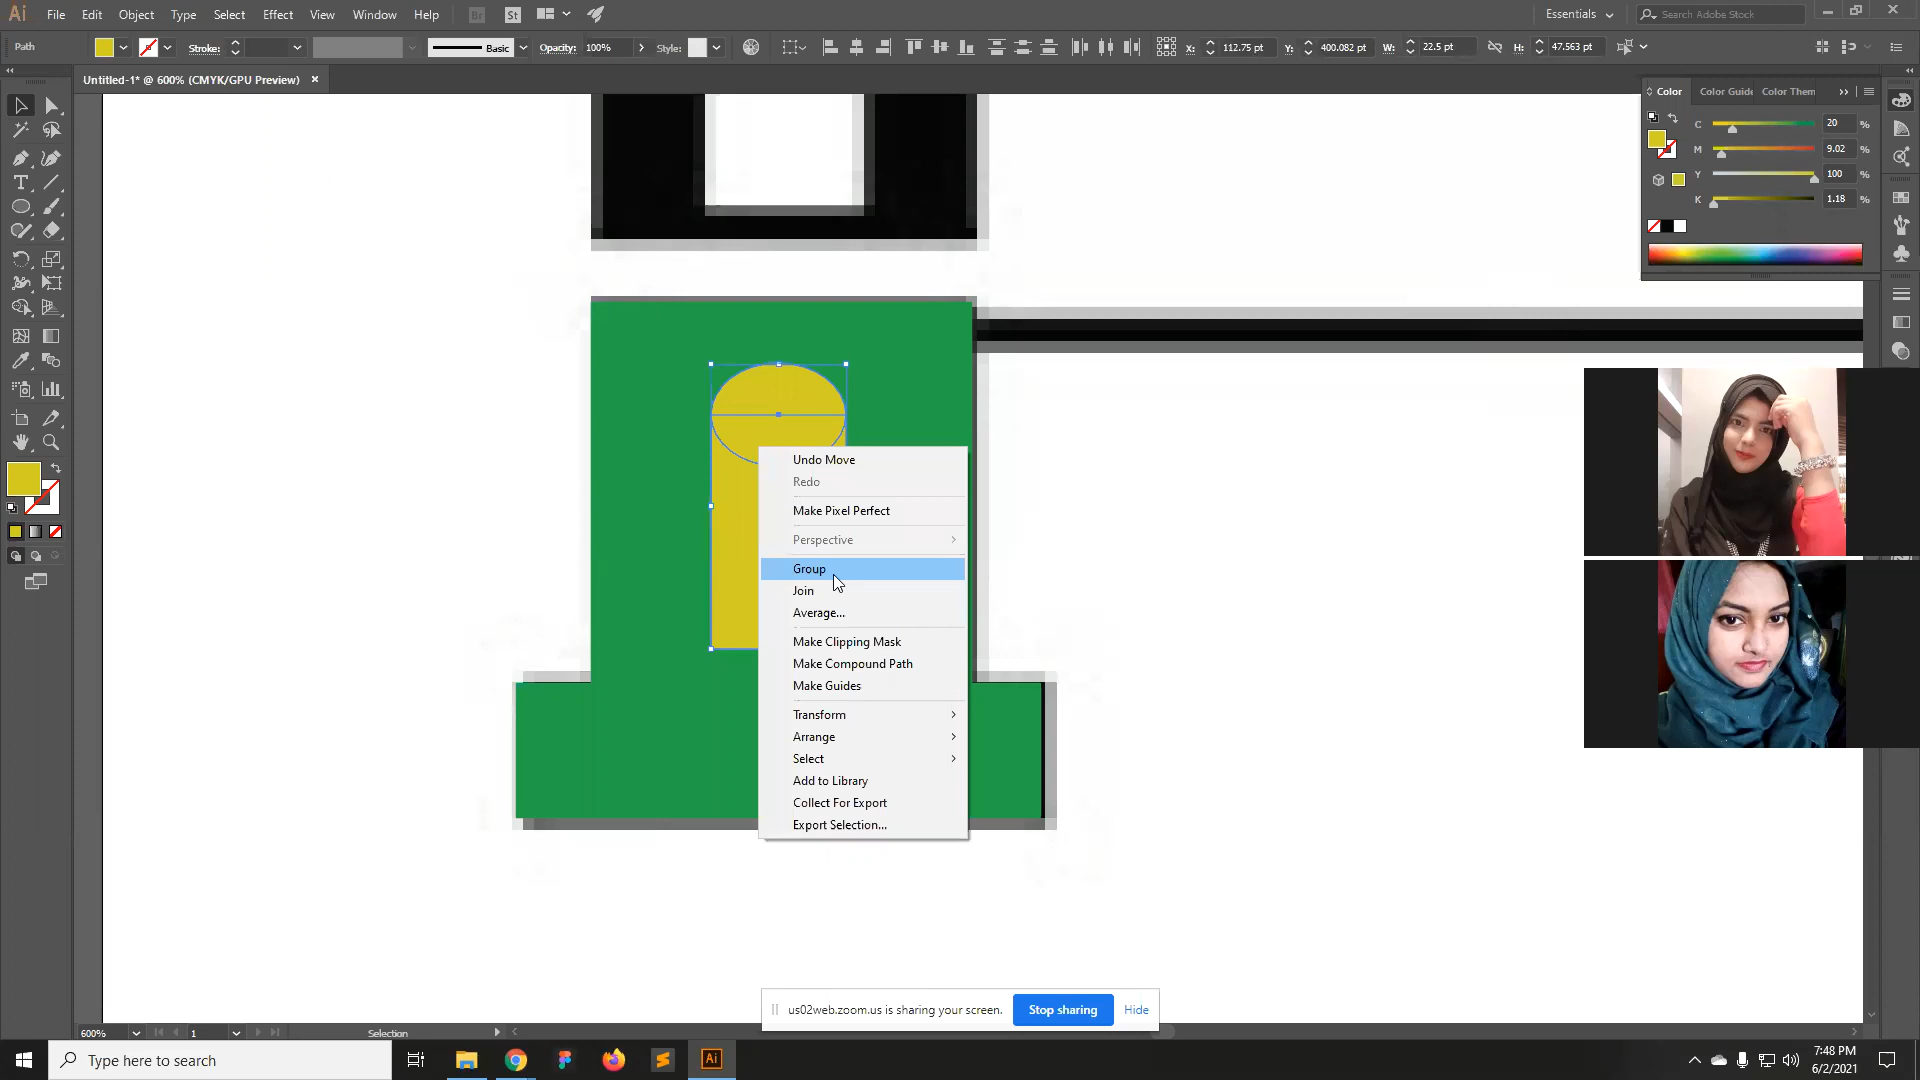 Ai File Edit Object Type Select Effect View Window Help Br St Essentials Search Adobe Stock
Path Stroke: Basic Opacity: 100% Style: X: 112.75 pt Y: 400.082 pt W: 22.5 pt H: 47.563 pt
Untitled-1* @ 600% (CMYK/GPU Preview)
Color Color Guide Color Them
C 20 %
M 9.02 %
Y 100 %
K 1.18 %
Undo Move
Redo
Make Pixel Perfect
Perspective
Group
Join
Average...
Make Clipping Mask
Make Compound Path
Make Guides
Transform
Arrange
Select
Add to Library
Collect For Export
Export Selection...
us02web.zoom.us is sharing your screen. Stop sharing Hide
600% 1 Selection
Type here to search Ai 7:48 PM
6/2/2021